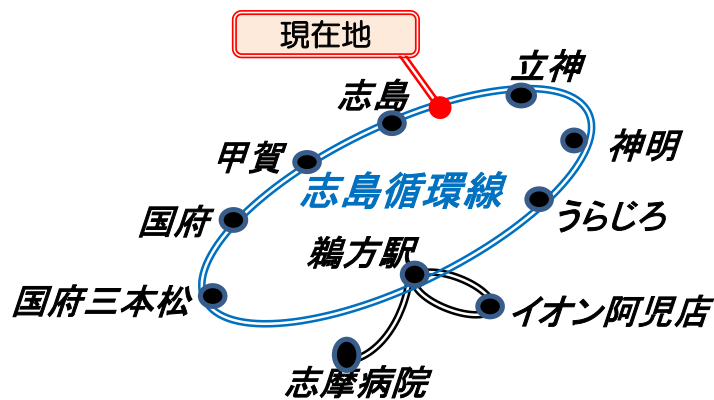 現在地
立神
志島
神明
甲賀
志島循環線
国府
うらじろ
鵜方駅
国府三本松
イオン阿児店
志摩病院